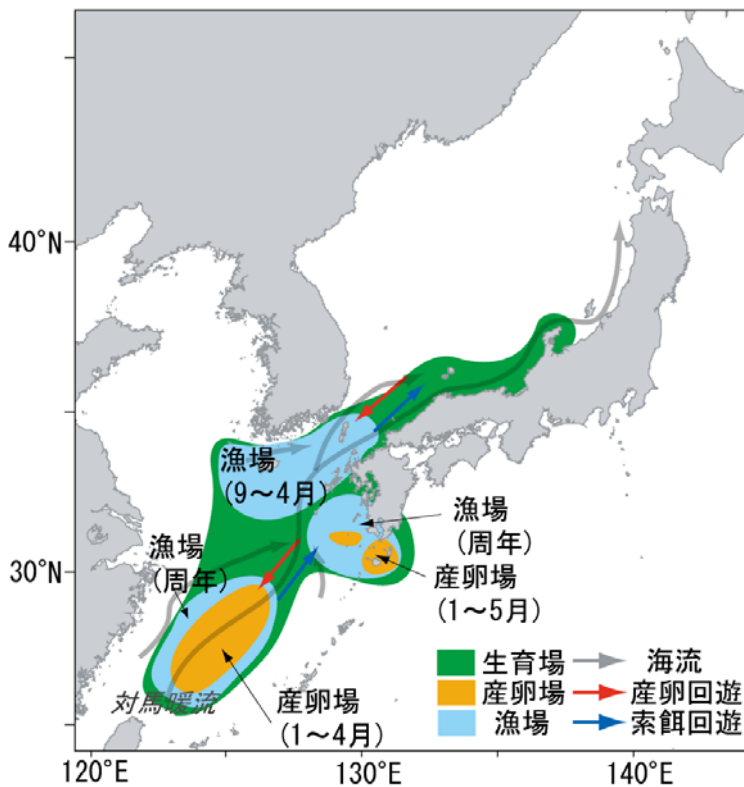 40°N
漁場
(9～4月)
漁場
(周年)
漁場
(周年)
30°N
産卵場
(1～5月)
対馬暖流
産卵場
(1～4月)
生育場
海流
産卵場
産卵回遊
漁場
索餌回遊
120°E
130°E
140°E